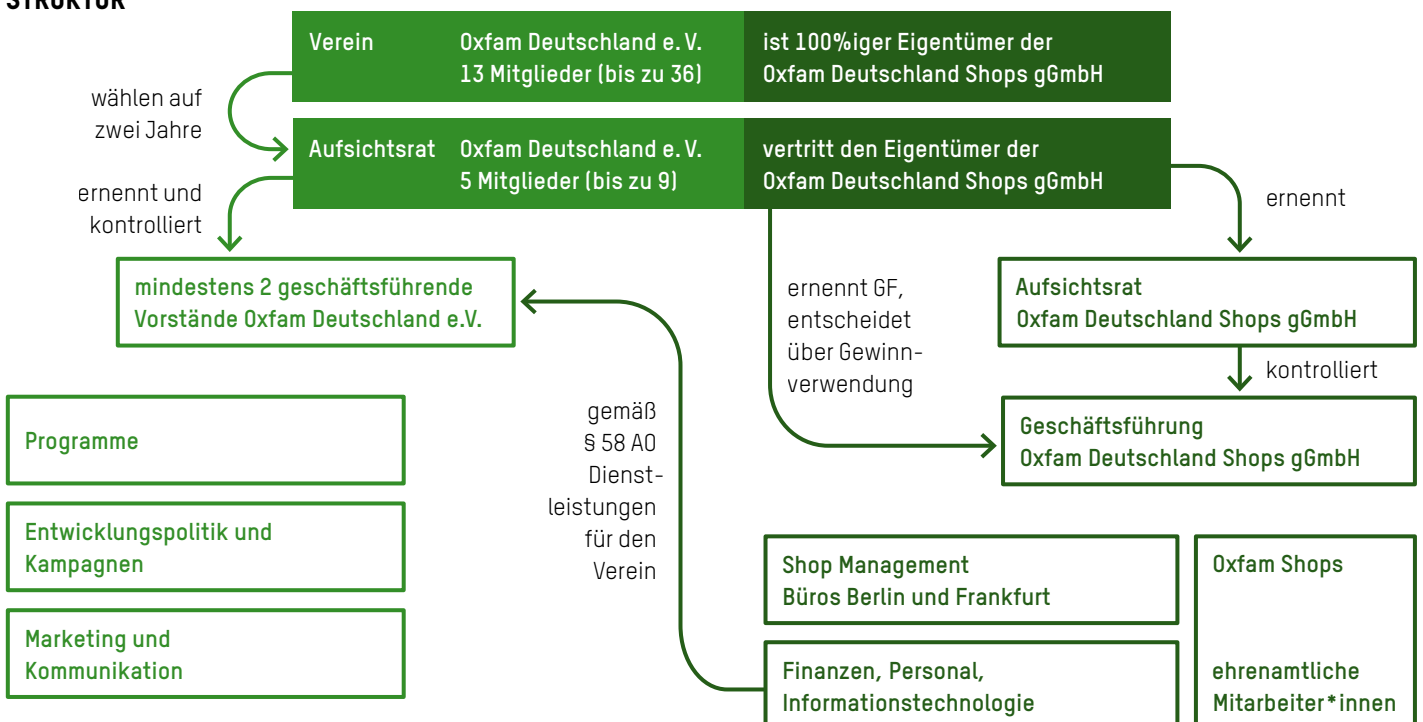 STRUKTUR
Verein
Oxfam Deutschland e. V.
13 Mitglieder (bis zu 36)
ist 100%iger Eigentümer der
Oxfam Deutschland Shops gGmbH
wählen auf
zwei Jahre
Aufsichtsrat
Oxfam Deutschland e. V.
5 Mitglieder (bis zu 9)
vertritt den Eigentümer der
Oxfam Deutschland Shops gGmbH
ernennt und
kontrolliert
ernennt
mindestens 2 geschäftsführende
Vorstände Oxfam Deutschland e.V.
ernennt GF,
entscheidet
über Gewinn-
verwendung
Aufsichtsrat
Oxfam Deutschland Shops gGmbH
kontrolliert
Geschäftsführung
Oxfam Deutschland Shops gGmbH
gemäß
§ 58 AO
Dienst-
leistungen
für den
Verein
Programme
Entwicklungspolitik und
Kampagnen
Marketing und
Kommunikation
Shop Management
Büros Berlin und Frankfurt
Finanzen, Personal,
Informationstechnologie
Oxfam Shops
ehrenamtliche
Mitarbeiter*innen